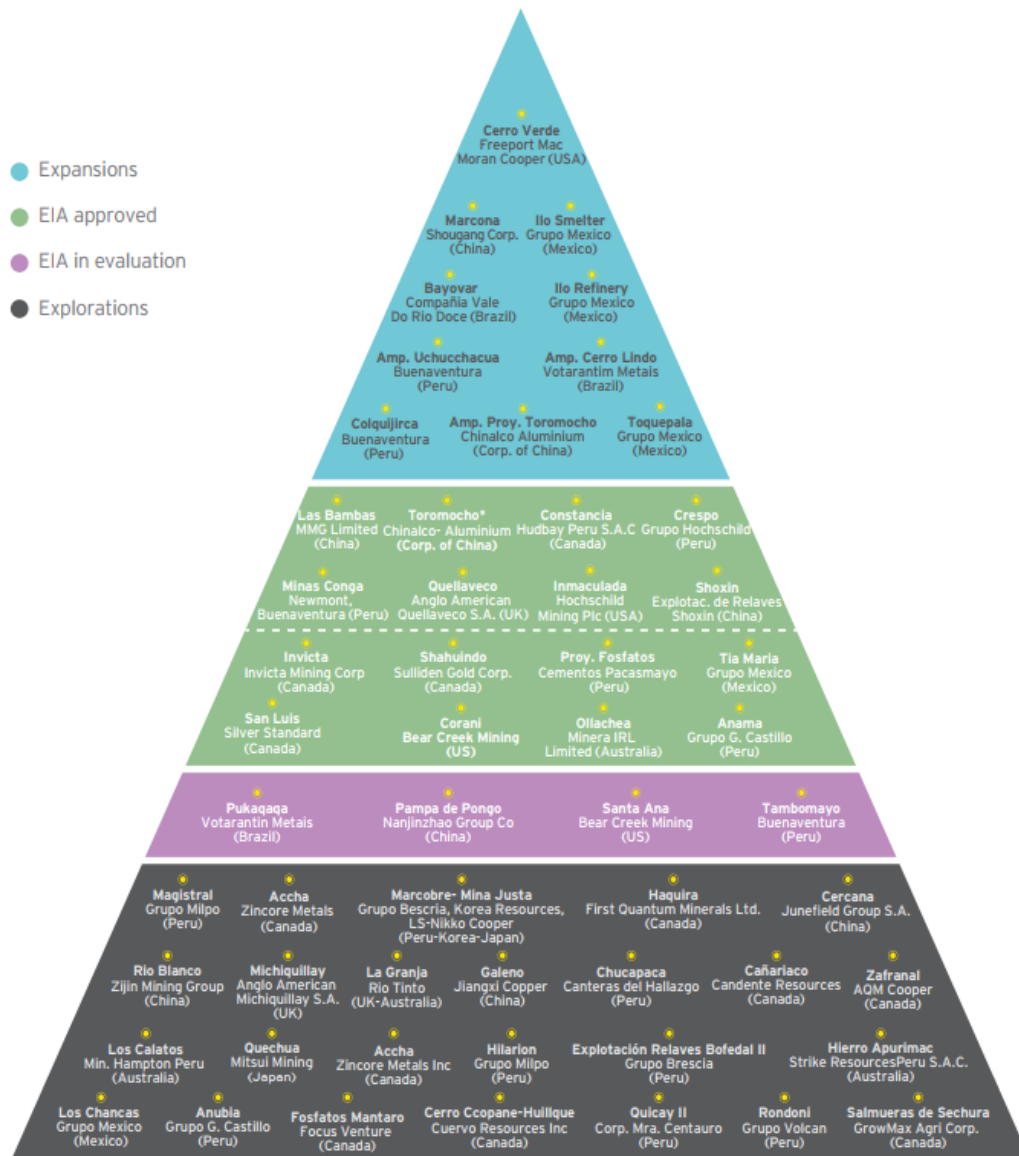 Expansions
EIA approved
EIA in evaluation
Explorations
Cerro Verde
Freeport Mac
Moran Cooper (USA)
Marcona
Shougang Corp.
(China)
Ilo Smelter
Grupo Mexico
(Mexico)
Bayovar
Compañia Vale
Do Rio Doce (Brazil)
Ilo Refinery
Grupo Mexico
(Mexico)
Amp. Uchucchacua
Buenaventura
(Peru)
Amp. Cerro Lindo
Votarantim Metais
(Brazil)
Colquijirca
Buenaventura
(Peru)
Amp. Proy. Toromocho
Chinalco Aluminium
(Corp. of China)
Toquepala
Grupo Mexico
(Mexico)
Las Bambas
MMG Limited
(China)
Toromocho*
Chinalco- Aluminium
(Corp. of China)
Constancia
Hudbay Peru S.A.C
(Canada)
Crespo
Grupo Hochschild
(Peru)
Minas Conga
Newmont,
Buenaventura (Peru)
Quellaveco
Anglo American
Quellaveco S.A. (UK)
Inmaculada
Hochschild
Mining Plc (USA)
Shoxin
Explotac. de Relaves
Shoxin (China)
Invicta
Invicta Mining Corp
(Canada)
Shahuindo
Sulliden Gold Corp.
(Canada)
Proy. Fosfatos
Cementos Pacasmayo
(Peru)
Tia Maria
Grupo Mexico
(Mexico)
San Luis
Silver Standard
(Canada)
Corani
Bear Creek Mining
(US)
Ollachea
Minera IRL
Limited (Australia)
Anama
Grupo G. Castillo
(Peru)
Pukaqaqa
Votarantin Metais
(Brazil)
Pampa de Pongo
Nanjinzhao Group Co
(China)
Santa Ana
Bear Creek Mining
(US)
Tambomayo
Buenaventura
(Peru)
Magistral
Grupo Milpo
(Peru)
Accha
Zincore Metals
(Canada)
Marcobre- Mina Justa
Grupo Bescria, Korea Resources,
LS-Nikko Cooper
(Peru-Korea-Japan)
Haquira
First Quantum Minerals Ltd.
(Canada)
Cercana
Junefield Group S.A.
(China)
Rio Blanco
Zijin Mining Group
(China)
Michiquillay
Anglo American
Michiquillay S.A.
(UK)
La Granja
Rio Tinto
(UK-Australia)
Galeno
Jiangxi Copper
(China)
Chucapaca
Canteras del Hallazgo
(Peru)
Cañariaco
Candente Resources
(Canada)
Zafranal
AQM Cooper
(Canada)
Los Calatos
Min. Hampton Peru
(Australia)
Quechua
Mitsui Mining
(Japan)
Accha
Zincore Metals Inc
(Canada)
Hilarion
Grupo Milpo
(Peru)
Explotación Relaves Bofedal II
Grupo Brescia
(Peru)
Hierro Apurimac
Strike ResourcesPeru S.A.C.
(Australia)
Los Chancas
Grupo Mexico
(Mexico)
Anubia
Grupo G. Castillo
(Peru)
Fosfatos Mantaro
Focus Venture
(Canada)
Cerro Ccopane-Huillque
Cuervo Resources Inc
(Canada)
Quicay II
Corp. Mra. Centauro
(Peru)
Rondoni
Grupo Volcan
(Peru)
Salmueras de Sechura
GrowMax Agri Corp.
(Canada)